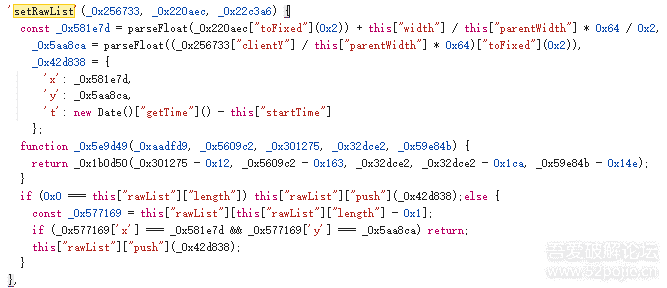 'setRawList (_0x256733, _0x220aec, _0x22c3a6) {
const _0x581e7d = parseFloat(_0x220aec["toFixed"](0x2)) + this["width"] / this["parentWidth"] * 0x64 / 0x2,
_0x5aa8ca = parseFloat((_0x256733["clientY"] / this["parentWidth"] * 0x64)["toFixed"](0x2)),
_0x42d838 = {
'x': _0x581e7d,
'y': _0x5aa8ca,
't': new Date()["getTime"]() - this["startTime"]
};
function _0x5e9d49(_0xaadfd9, _0x5609c2, _0x301275, _0x32dce2, _0x59e84b) {
return _0x1b0d50(_0x301275 - 0x12, _0x5609c2 - 0x163, _0x32dce2, _0x32dce2 - 0x1ca, _0x59e84b - 0x14e);
}
if (0x0 === this["rawList"]["length"]) this["rawList"]["push"](_0x42d838);else {
const _0x577169 = this["rawList"][this["rawList"]["length"] - 0x1];
if (_0x577169['x'] === _0x581e7d && _0x577169['y'] === _0x5aa8ca) return;
this["rawList"]["push"](_0x42d838);
}
},
吾爱破解论坛
www.52pojie.cn